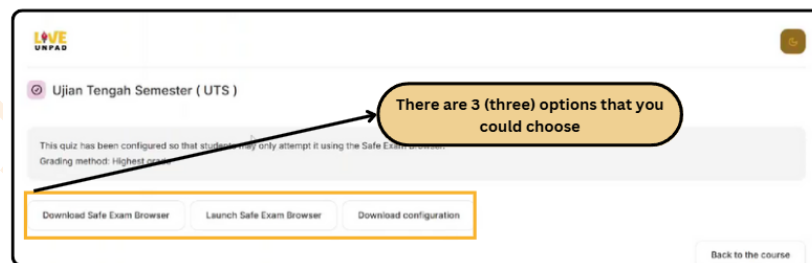 LIVE
UNPAD
Ujian Tengah Semester ( UTS )
There are 3 (three) options that you
could choose
This quiz has been configured so that students may only attempt it using the Safe Exam Browser.
Grading method: Highest grade
Download Safe Exam Browser
Launch Safe Exam Browser
Download configuration
Back to the course